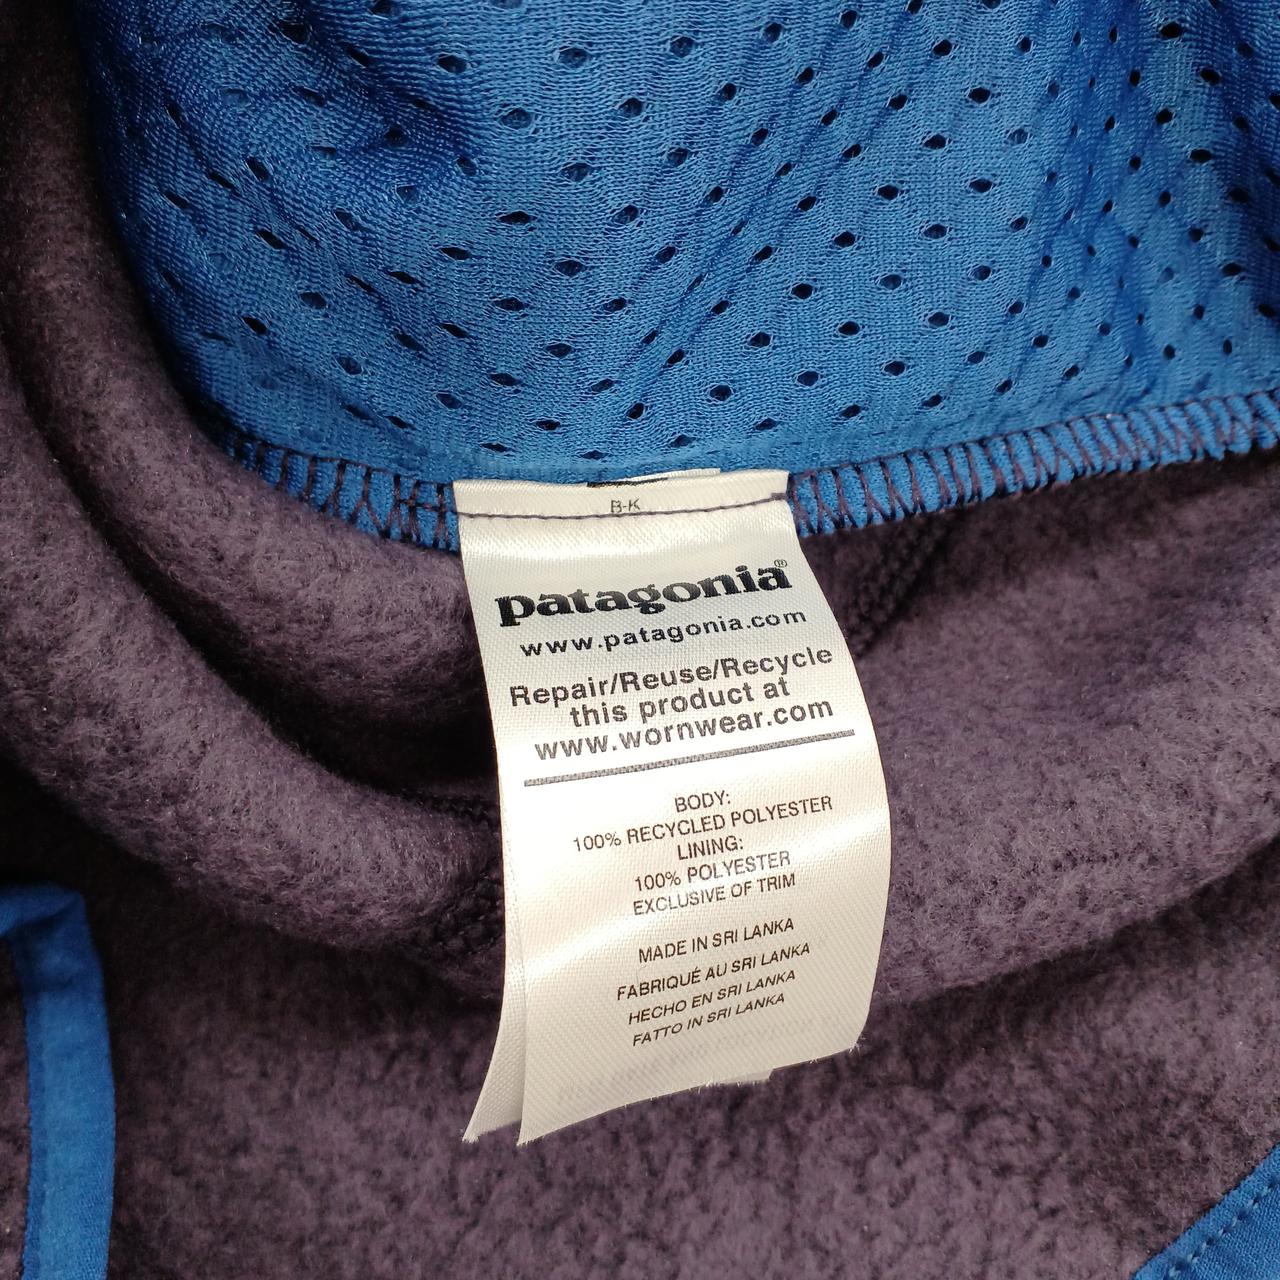 B-K
patagonia®
www.patagonia.com
Repair/Reuse/Recycle
this product at
www.wornwear.com
BODY:
100% RECYCLED POLYESTER
LINING:
100% POLYESTER
EXCLUSIVE OF TRIM
MADE IN SRI LANKA
FABRIQUÉ AU SRI LANKA
HECHO EN SRI LANKA
FATTO IN SRI LANKA